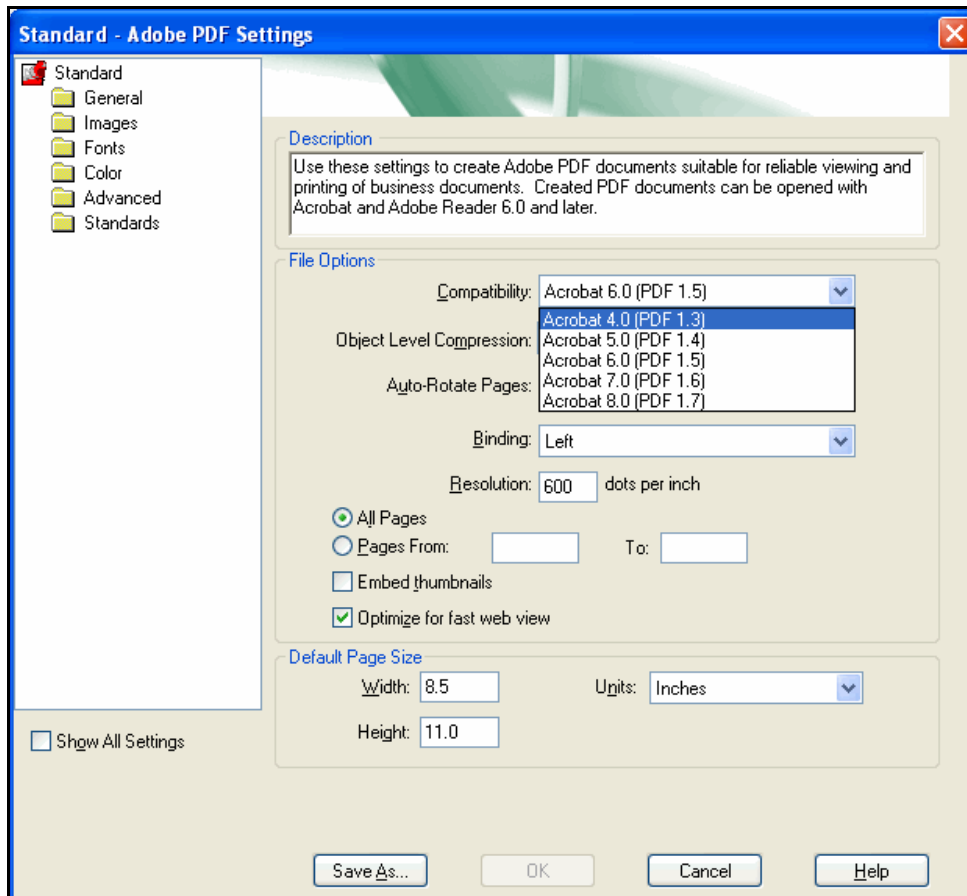 Standard - Adobe PDF Settings
Standard
General
Images
Fonts
Color
Advanced
Standards
Show All Settings
Description
Use these settings to create Adobe PDF documents suitable for reliable viewing and
printing of business documents.  Created PDF documents can be opened with
Acrobat and Adobe Reader 6.0 and later.
File Options
Compatibility: Acrobat 6.0 (PDF 1.5)
Acrobat 4.0 (PDF 1.3)
Object Level Compression: Acrobat 5.0 (PDF 1.4)
Acrobat 6.0 (PDF 1.5)
Auto-Rotate Pages: Acrobat 7.0 (PDF 1.6)
Acrobat 8.0 (PDF 1.7)
Binding: Left
Resolution: 600 dots per inch
All Pages
Pages From: To:
Embed thumbnails
Optimize for fast web view
Default Page Size
Width: 8.5 Units: Inches
Height: 11.0
Save As... OK Cancel Help